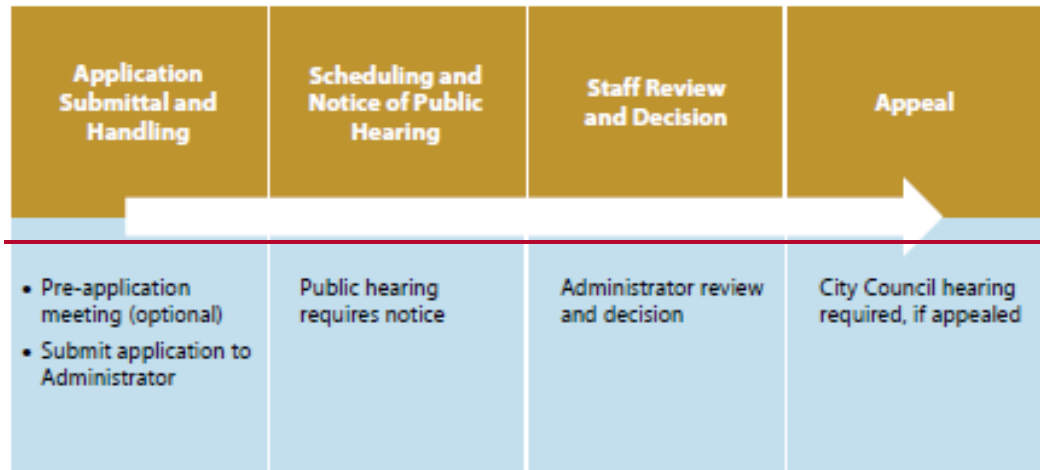 Application
Submittal and
Handling
Scheduling and
Notice of Public
Hearing
Staff Review
and Decision
Appeal
• Pre-application
meeting (optional)
• Submit application to
Administrator
Public hearing
requires notice
Administrator review
and decision
City Council hearing
required, if appealed